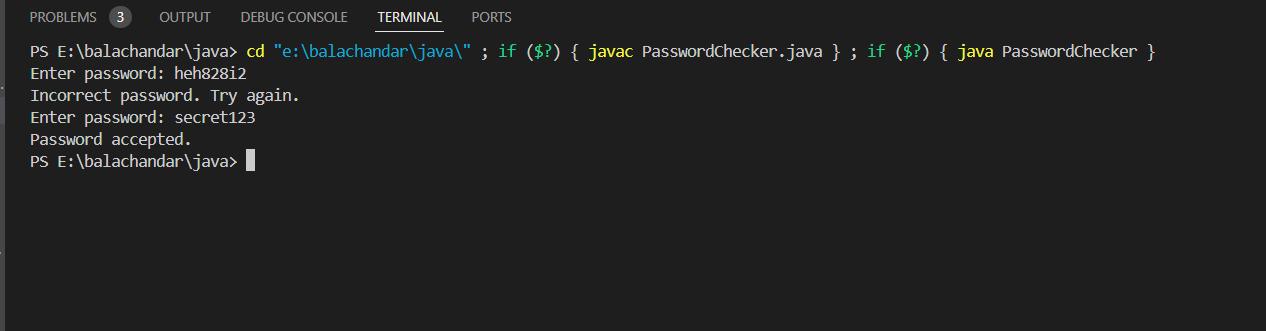 PROBLEMS 3 OUTPUT DEBUG CONSOLE TERMINAL PORTS
PS E:\balachandar\java> cd "e:\balachandar\java\" ; if ($?) { javac PasswordChecker.java } ; if ($?) { java PasswordChecker }
Enter password: heh828i2
Incorrect password. Try again.
Enter password: secret123
Password accepted.
PS E:\balachandar\java>